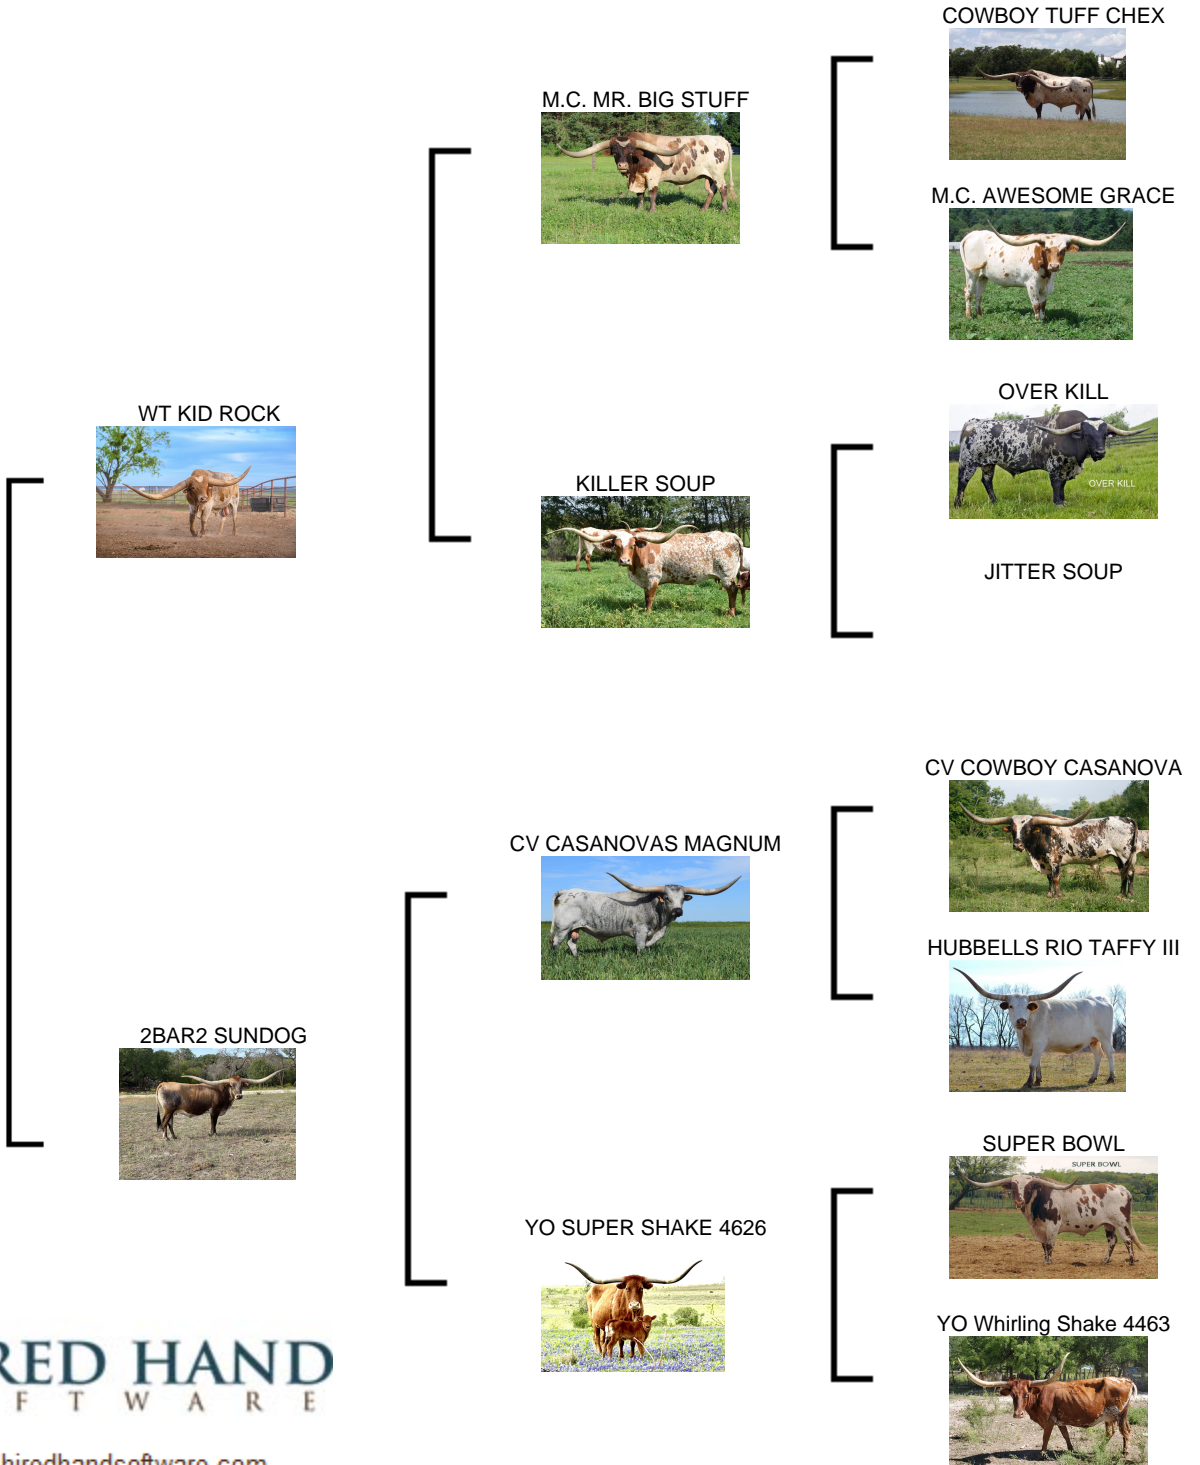 COWBOY TUFF CHEX
M.C. MR. BIG STUFF
M.C. AWESOME GRACE
OVER KILL
OVER KILL
WT KID ROCK
KILLER SOUP
JITTER SOUP
CV COWBOY CASANOVA
CV CASANOVAS MAGNUM
HUBBELLS RIO TAFFY III
2BAR2 SUNDOG
SUPER BOWL
SUPER BOWL
YO SUPER SHAKE 4626
YO Whirling Shake 4463
RED HAND
F T W A R E
hiredhandsoftware.com